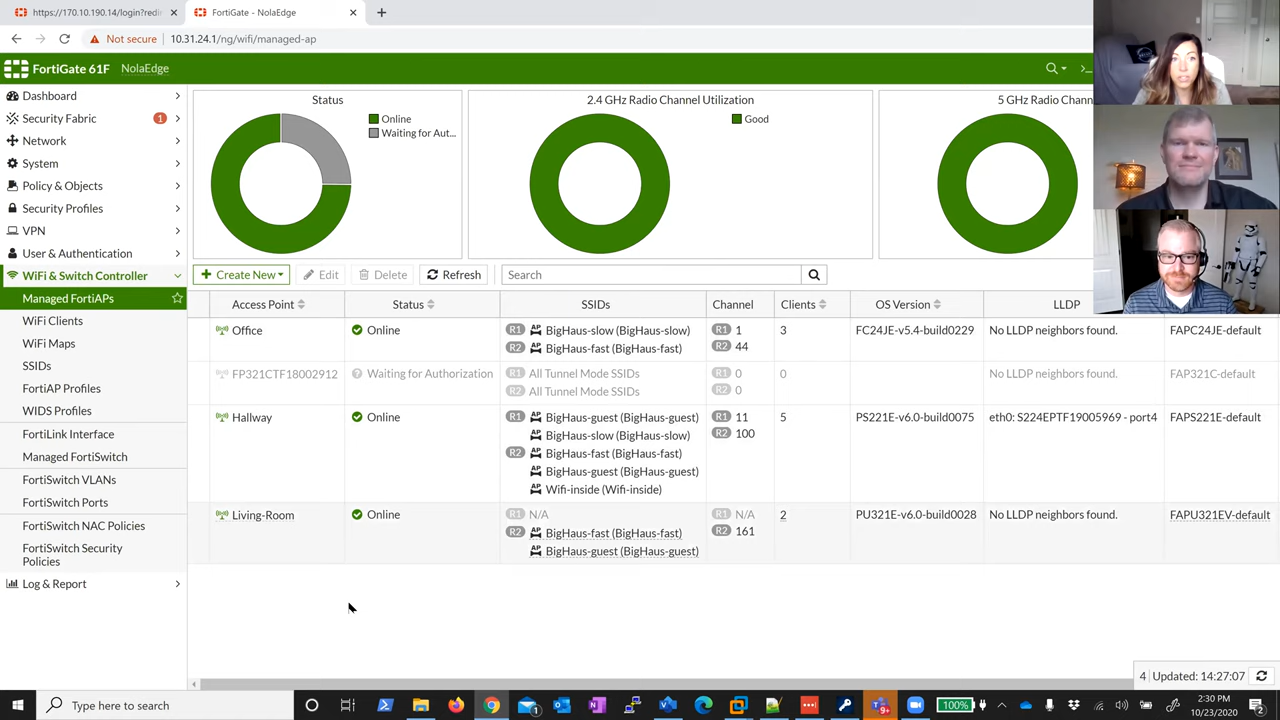 https://170.10.190.14/login?redi
FortiGate - NolaEdge
Not secure
10.31.24.1/ng/wifi/managed-ap
FortiGate 61F
NolaEdge
>_
Dashboard
Security Fabric
1
Network
System
Policy & Objects
Security Profiles
VPN
User & Authentication
WiFi & Switch Controller
Managed FortiAPs
WiFi Clients
WiFi Maps
SSIDs
FortiAP Profiles
WIDS Profiles
FortiLink Interface
Managed FortiSwitch
FortiSwitch VLANs
FortiSwitch Ports
FortiSwitch NAC Policies
FortiSwitch Security
Policies
Log & Report
Status
Online
Waiting for Aut...
2.4 GHz Radio Channel Utilization
Good
5 GHz Radio Chann
Create New
Edit
Delete
Refresh
Search
Access Point Status SSIDs Channel Clients OS Version LLDP
Office Online R1 BigHaus-slow (BigHaus-slow) R1 1 3 FC24JE-v5.4-build0229 No LLDP neighbors found. FAPC24JE-default
R2 BigHaus-fast (BigHaus-fast) R2 44
FP321CTF18002912 Waiting for Authorization R1 All Tunnel Mode SSIDs R1 0 0 No LLDP neighbors found. FAP321C-default
R2 All Tunnel Mode SSIDs R2 0
Hallway Online R1 BigHaus-guest (BigHaus-guest) R1 11 5 PS221E-v6.0-build0075 eth0: S224EPTF19005969 - port4 FAPS221E-default
BigHaus-slow (BigHaus-slow) R2 100
R2 BigHaus-fast (BigHaus-fast)
BigHaus-guest (BigHaus-guest)
Wifi-inside (Wifi-inside)
Living-Room Online R1 N/A R1 N/A 2 PU321E-v6.0-build0028 No LLDP neighbors found. FAPU321EV-default
R2 BigHaus-fast (BigHaus-fast) R2 161
BigHaus-guest (BigHaus-guest)
4 Updated: 14:27:07
Type here to search
100%
2:30 PM
10/23/2020